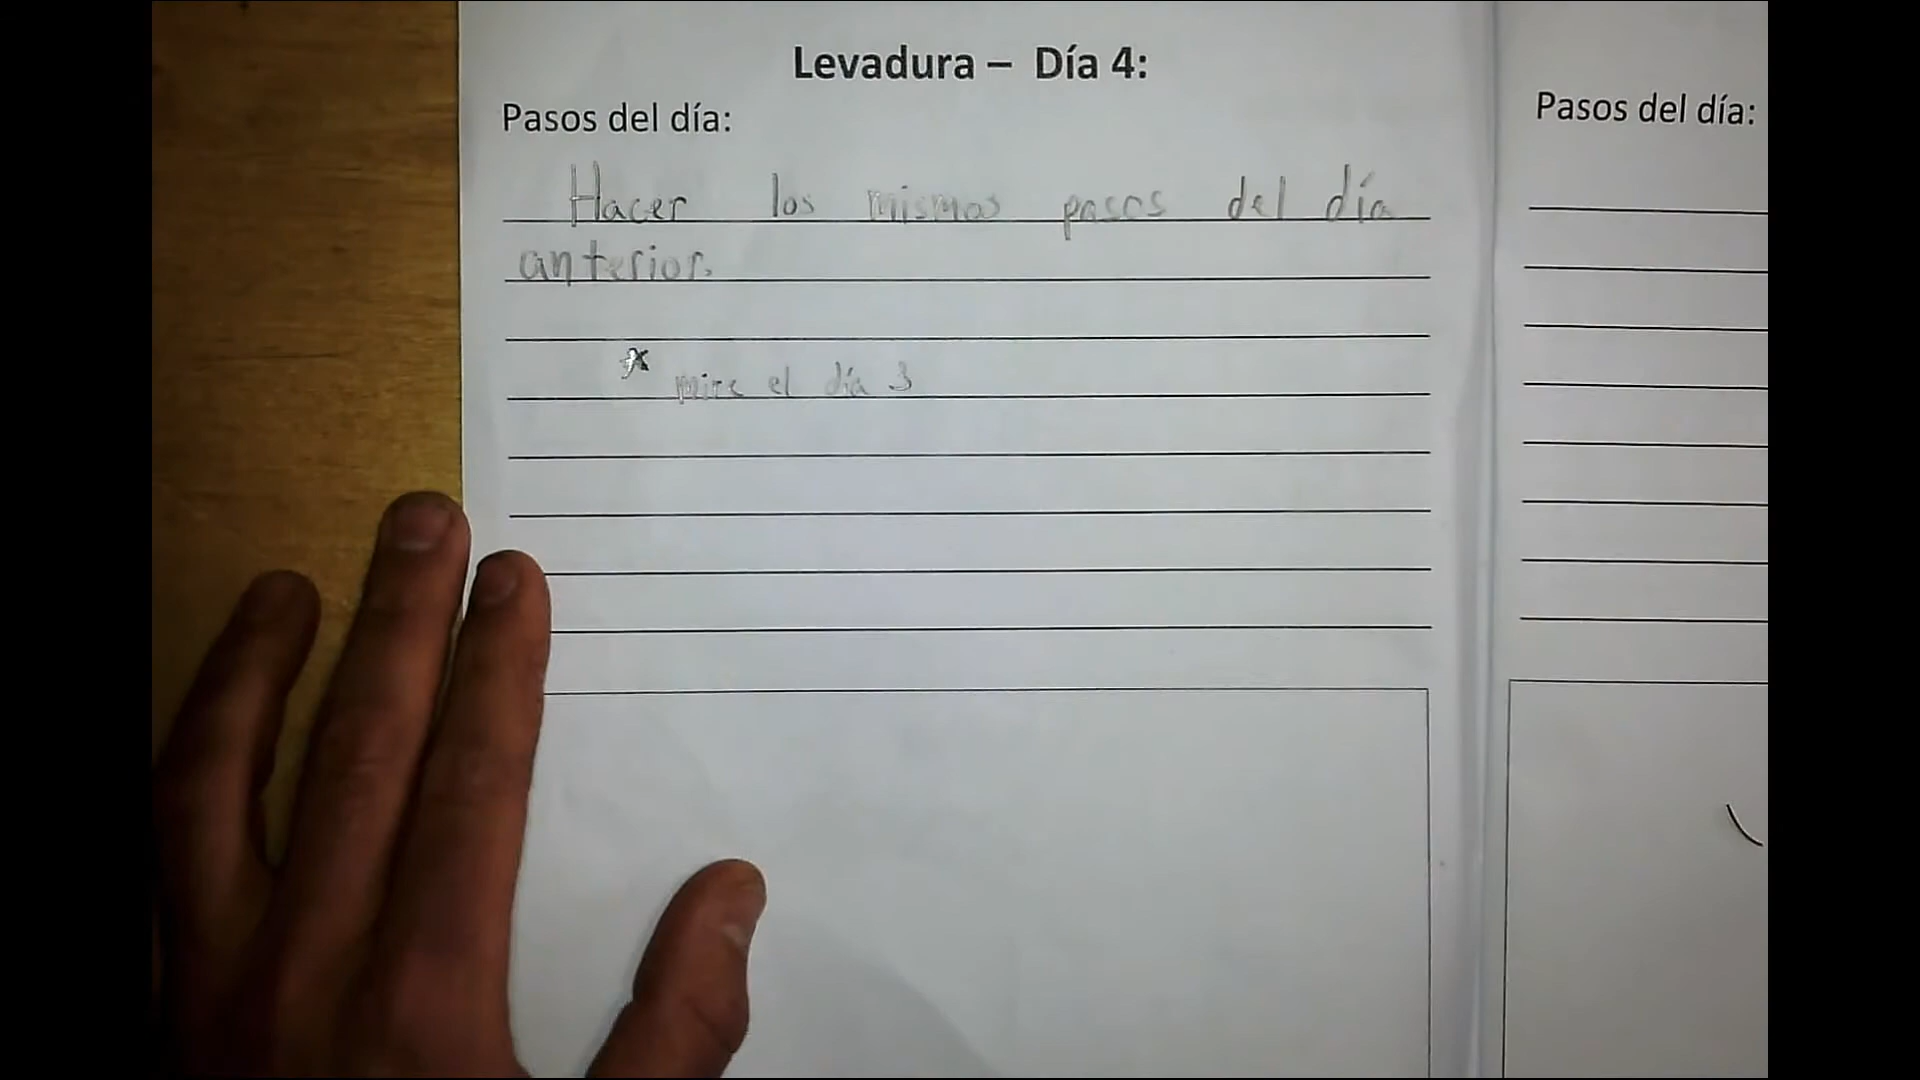 Levadura – Día 4:
Pasos del día:
Hacer los mismos pasos del día
anterior.
* mire el día 3
Pasos del día: